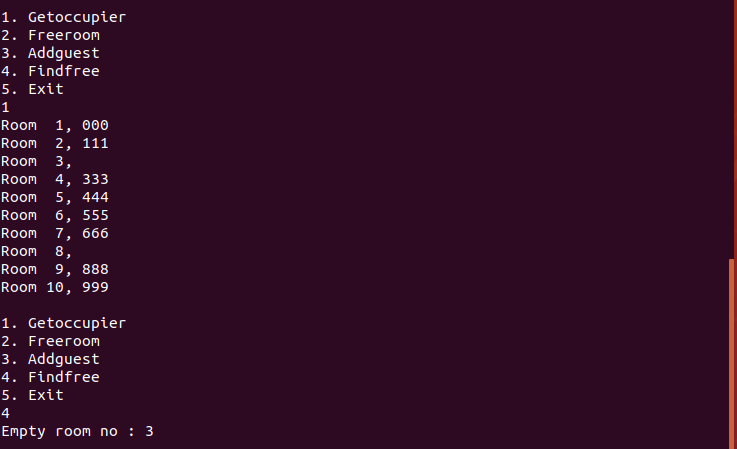 1. Getoccupier
2. Freeroom
3. Addguest
4. Findfree
5. Exit
1
Room  1, 000
Room  2, 111
Room  3,
Room  4, 333
Room  5, 444
Room  6, 555
Room  7, 666
Room  8,
Room  9, 888
Room 10, 999

1. Getoccupier
2. Freeroom
3. Addguest
4. Findfree
5. Exit
4
Empty room no : 3